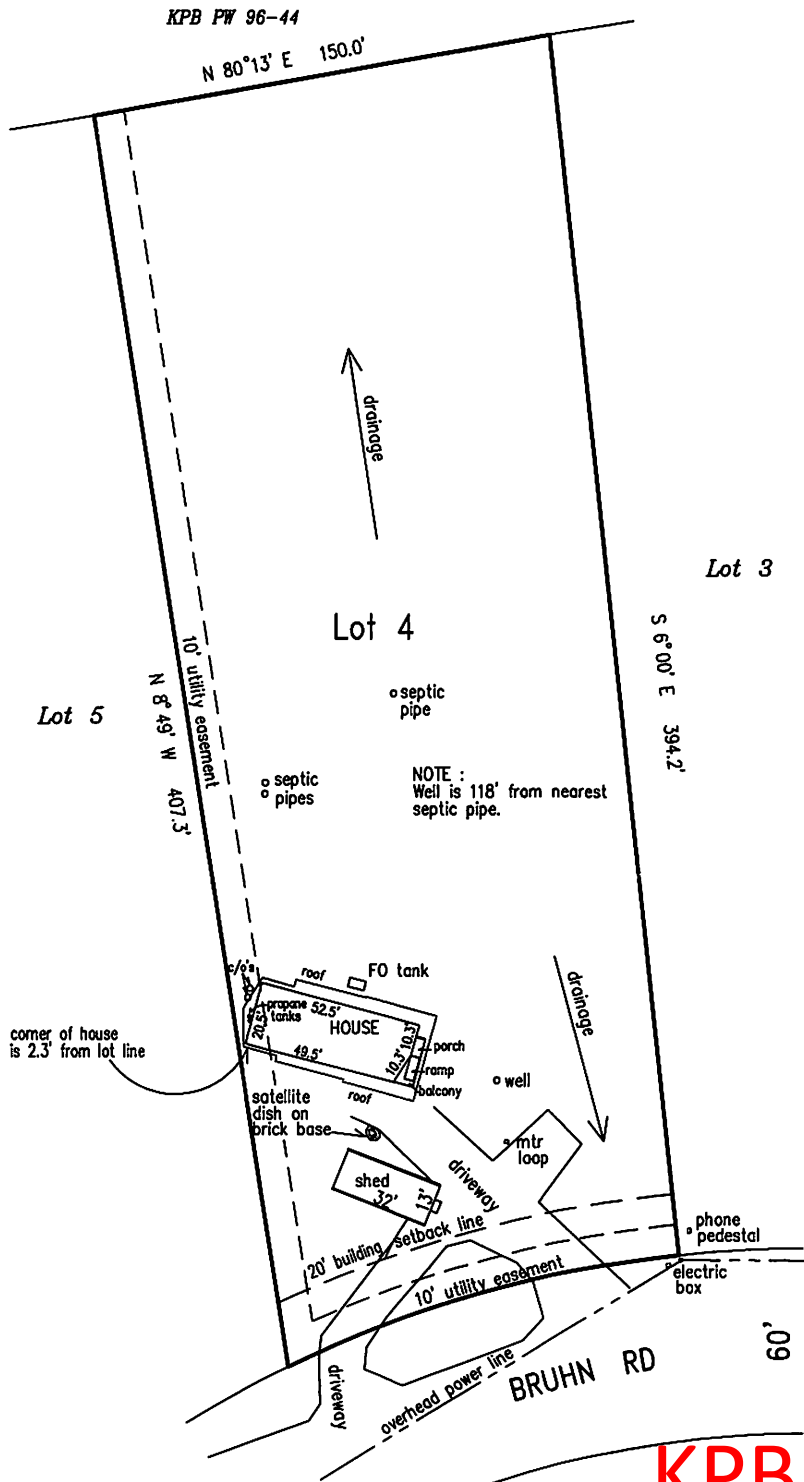 KPB PW 96-44
N 80°13' E 150.0'
drainage
Lot 3
Lot 4
S 6°00' E 394.2'
10' utility easement
N 8°49' W 407.3'
Lot 5
septic
pipe
septic
pipes
NOTE :
Well is 118' from nearest
septic pipe.
c/o's
roof
FO tank
drainage
propane
tanks
52.5'
20.5'
HOUSE
10.3'
10.3'
49.5'
porch
ramp
balcony
corner of house
is 2.3' from lot line
well
roof
satellite
dish on
brick base
mtr
loop
shed
32'
13'
driveway
20' building setback line
phone
pedestal
10' utility easement
electric
box
driveway
overhead power line
BRUHN RD
60'
KPB